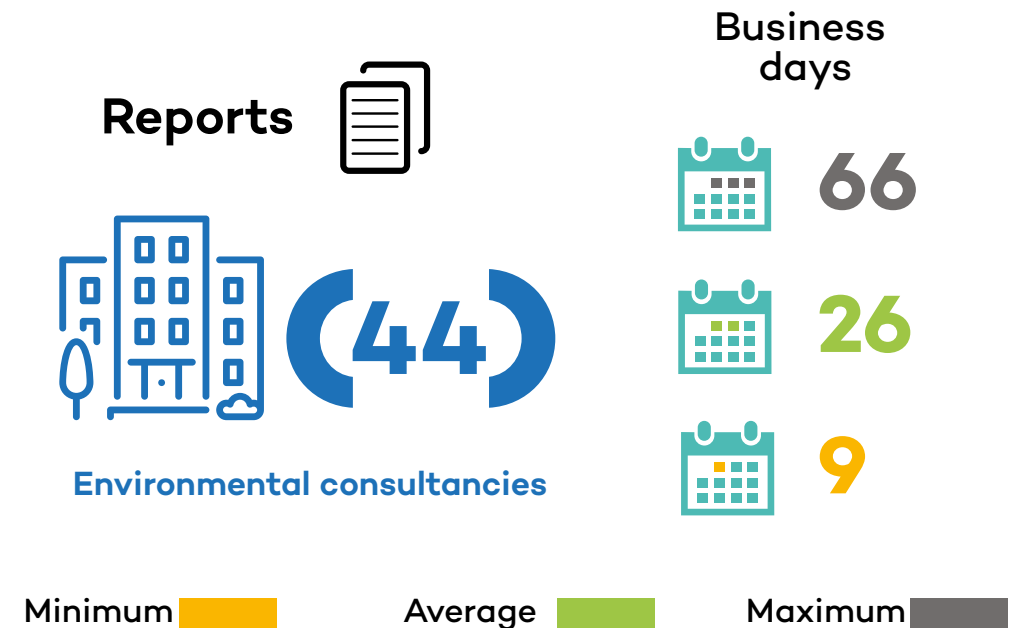 Business
days
Reports
66
(44)
26
Environmental consultancies
9
Minimum
Average
Maximum